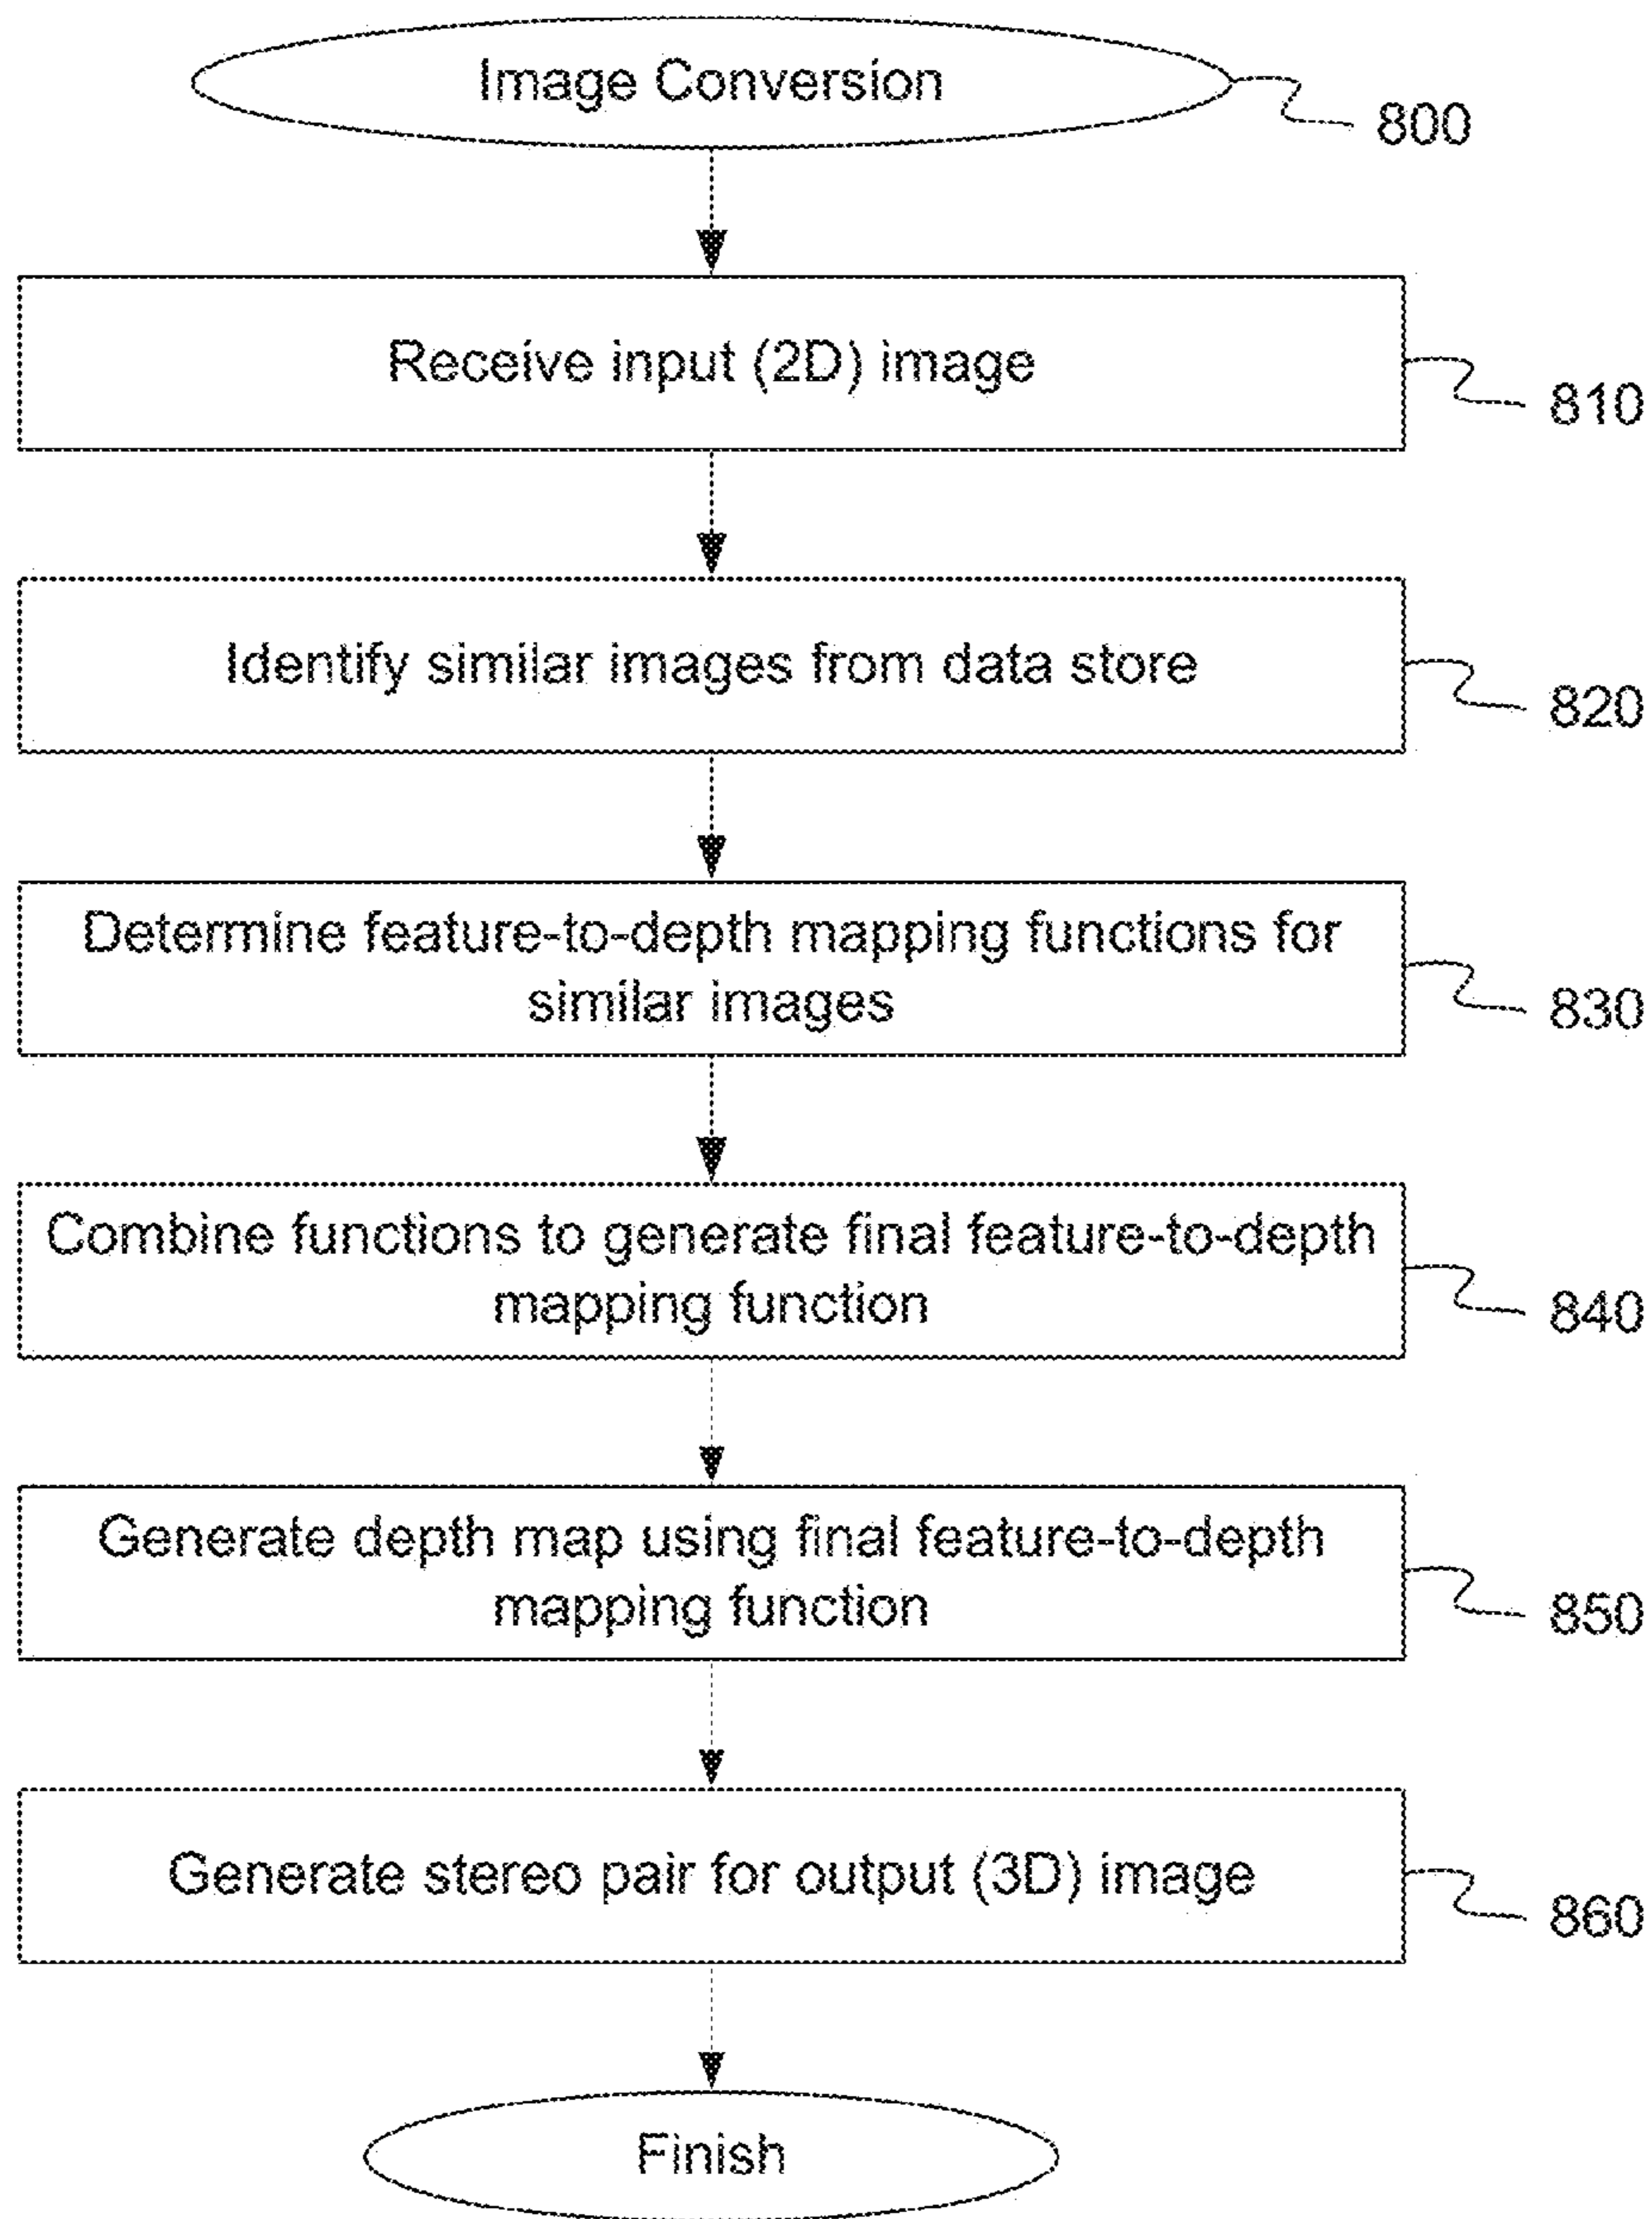 Image Conversion
800
Receive input (2D) image
810
Identify similar images from data store
820
Determine feature-to-depth mapping functions for
similar images
830
Combine functions to generate final feature-to-depth
mapping function
840
Generate depth map using final feature-to-depth
mapping function
850
Generate stereo pair for output (3D) image
860
Finish